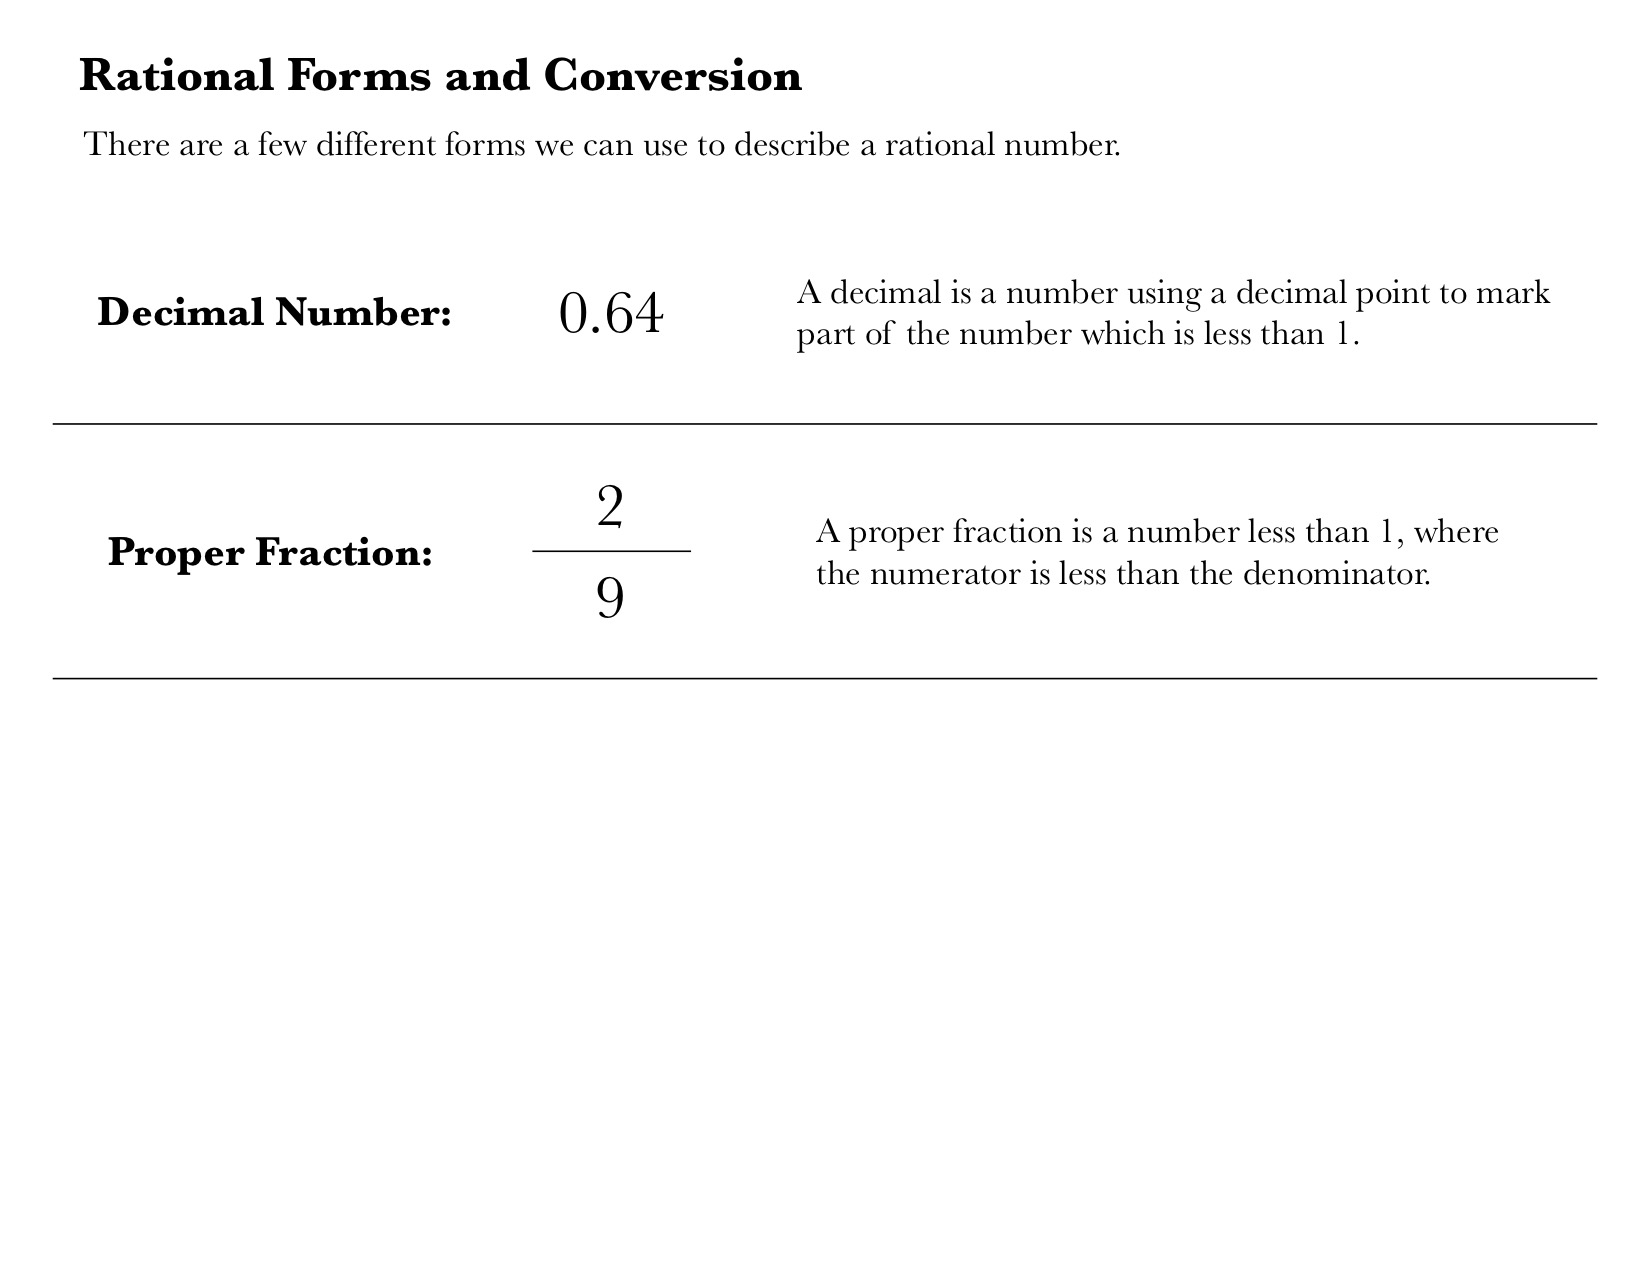 Rational Forms and Conversion
There are a few different forms we can use to describe a rational number.
Decimal Number:
0.64
A decimal is a number using a decimal point to mark
part of the number which is less than 1.
Proper Fraction:
2
9
A proper fraction is a number less than 1, where
the numerator is less than the denominator.